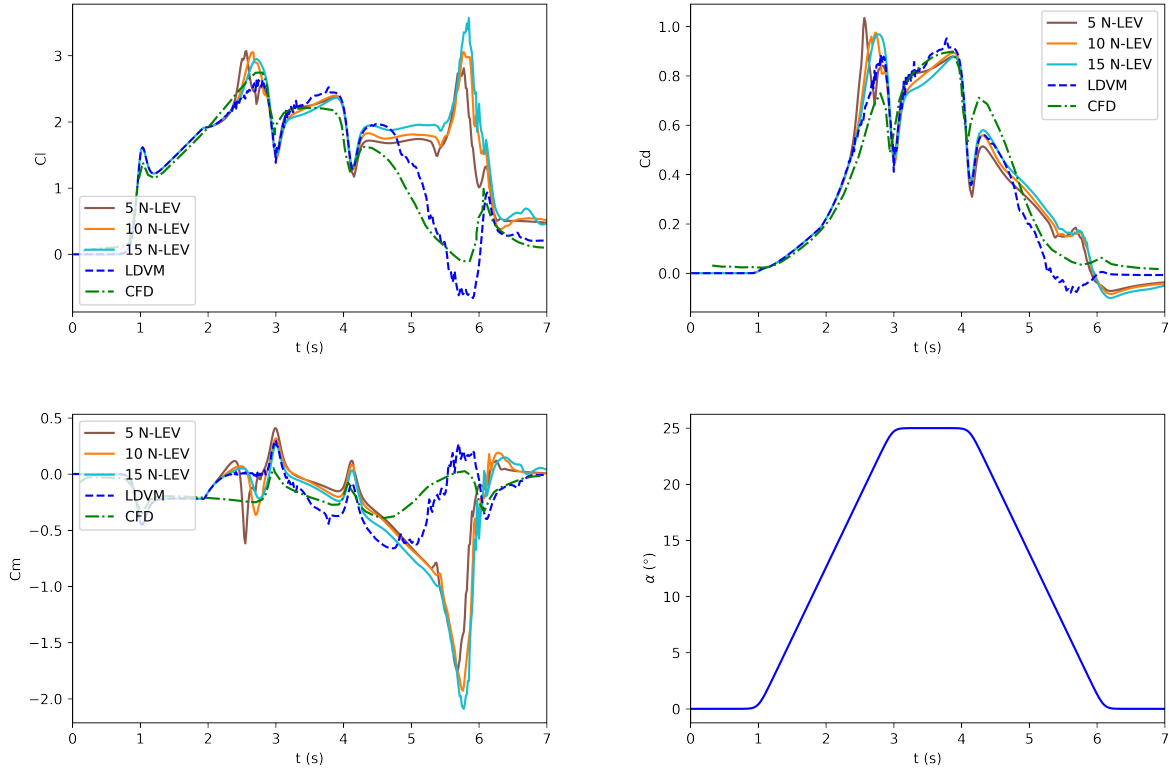 3
2
1
0
Cl
5 N-LEV
10 N-LEV
15 N-LEV
LDVM
CFD
0 1 2 3 4 5 6 7
t (s)
1.0
0.8
0.6
0.4
0.2
0.0
Cd
5 N-LEV
10 N-LEV
15 N-LEV
LDVM
CFD
0 1 2 3 4 5 6 7
t (s)
0.5
0.0
−0.5
−1.0
−1.5
−2.0
Cm
5 N-LEV
10 N-LEV
15 N-LEV
LDVM
CFD
0 1 2 3 4 5 6 7
t (s)
25
20
15
10
5
0
α (°)
0 1 2 3 4 5 6 7
t (s)